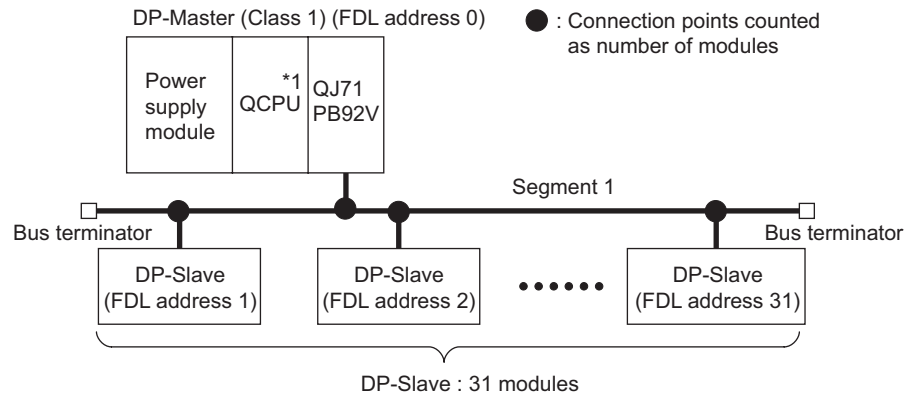 DP-Master (Class 1) (FDL address 0)
: Connection points counted
as number of modules
Power
supply
module
*1
QCPU
QJ71
PB92V
Segment 1
Bus terminator
Bus terminator
DP-Slave
(FDL address 1)
DP-Slave
(FDL address 2)
DP-Slave
(FDL address 31)
DP-Slave : 31 modules